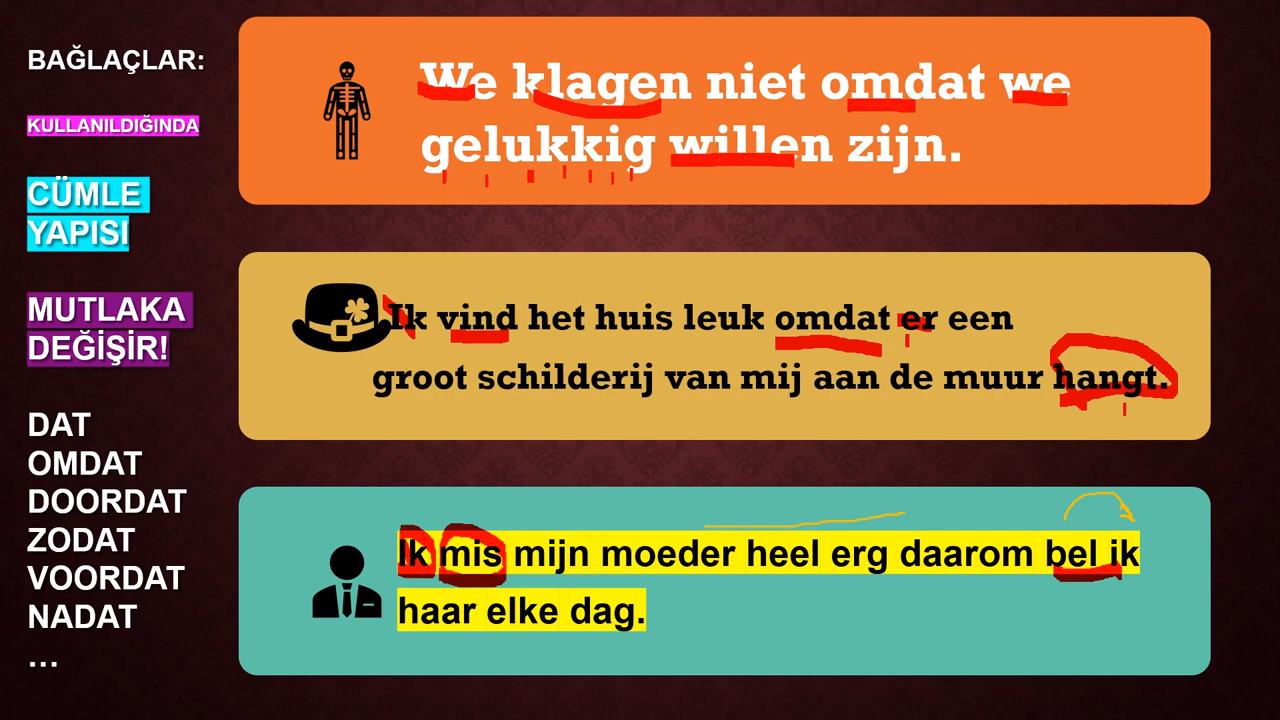 BAĞLAÇLAR:
KULLANILDIĞINDA
CÜMLE
YAPISI
MUTLAKA
DEĞİŞİR!
DAT
OMDAT
DOORDAT
ZODAT
VOORDAT
NADAT
...
We klagen niet omdat we
gelukkig willen zijn.
Ik vind het huis leuk omdat er een
groot schilderij van mij aan de muur hangt.
Ik mis mijn moeder heel erg daarom bel ik
haar elke dag.